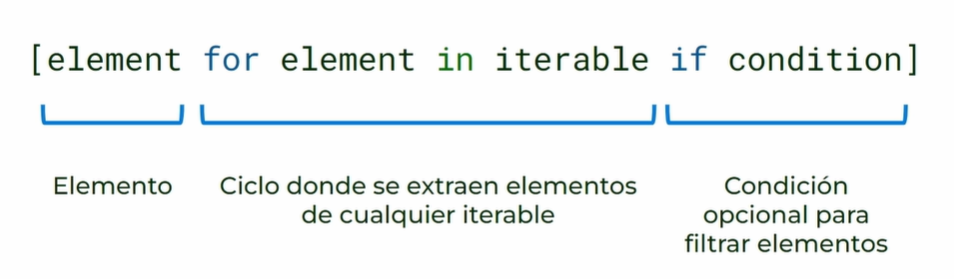 [element for element in iterable if condition]
Elemento
Ciclo donde se extraen elementos
de cualquier iterable
Condición
opcional para
filtrar elementos